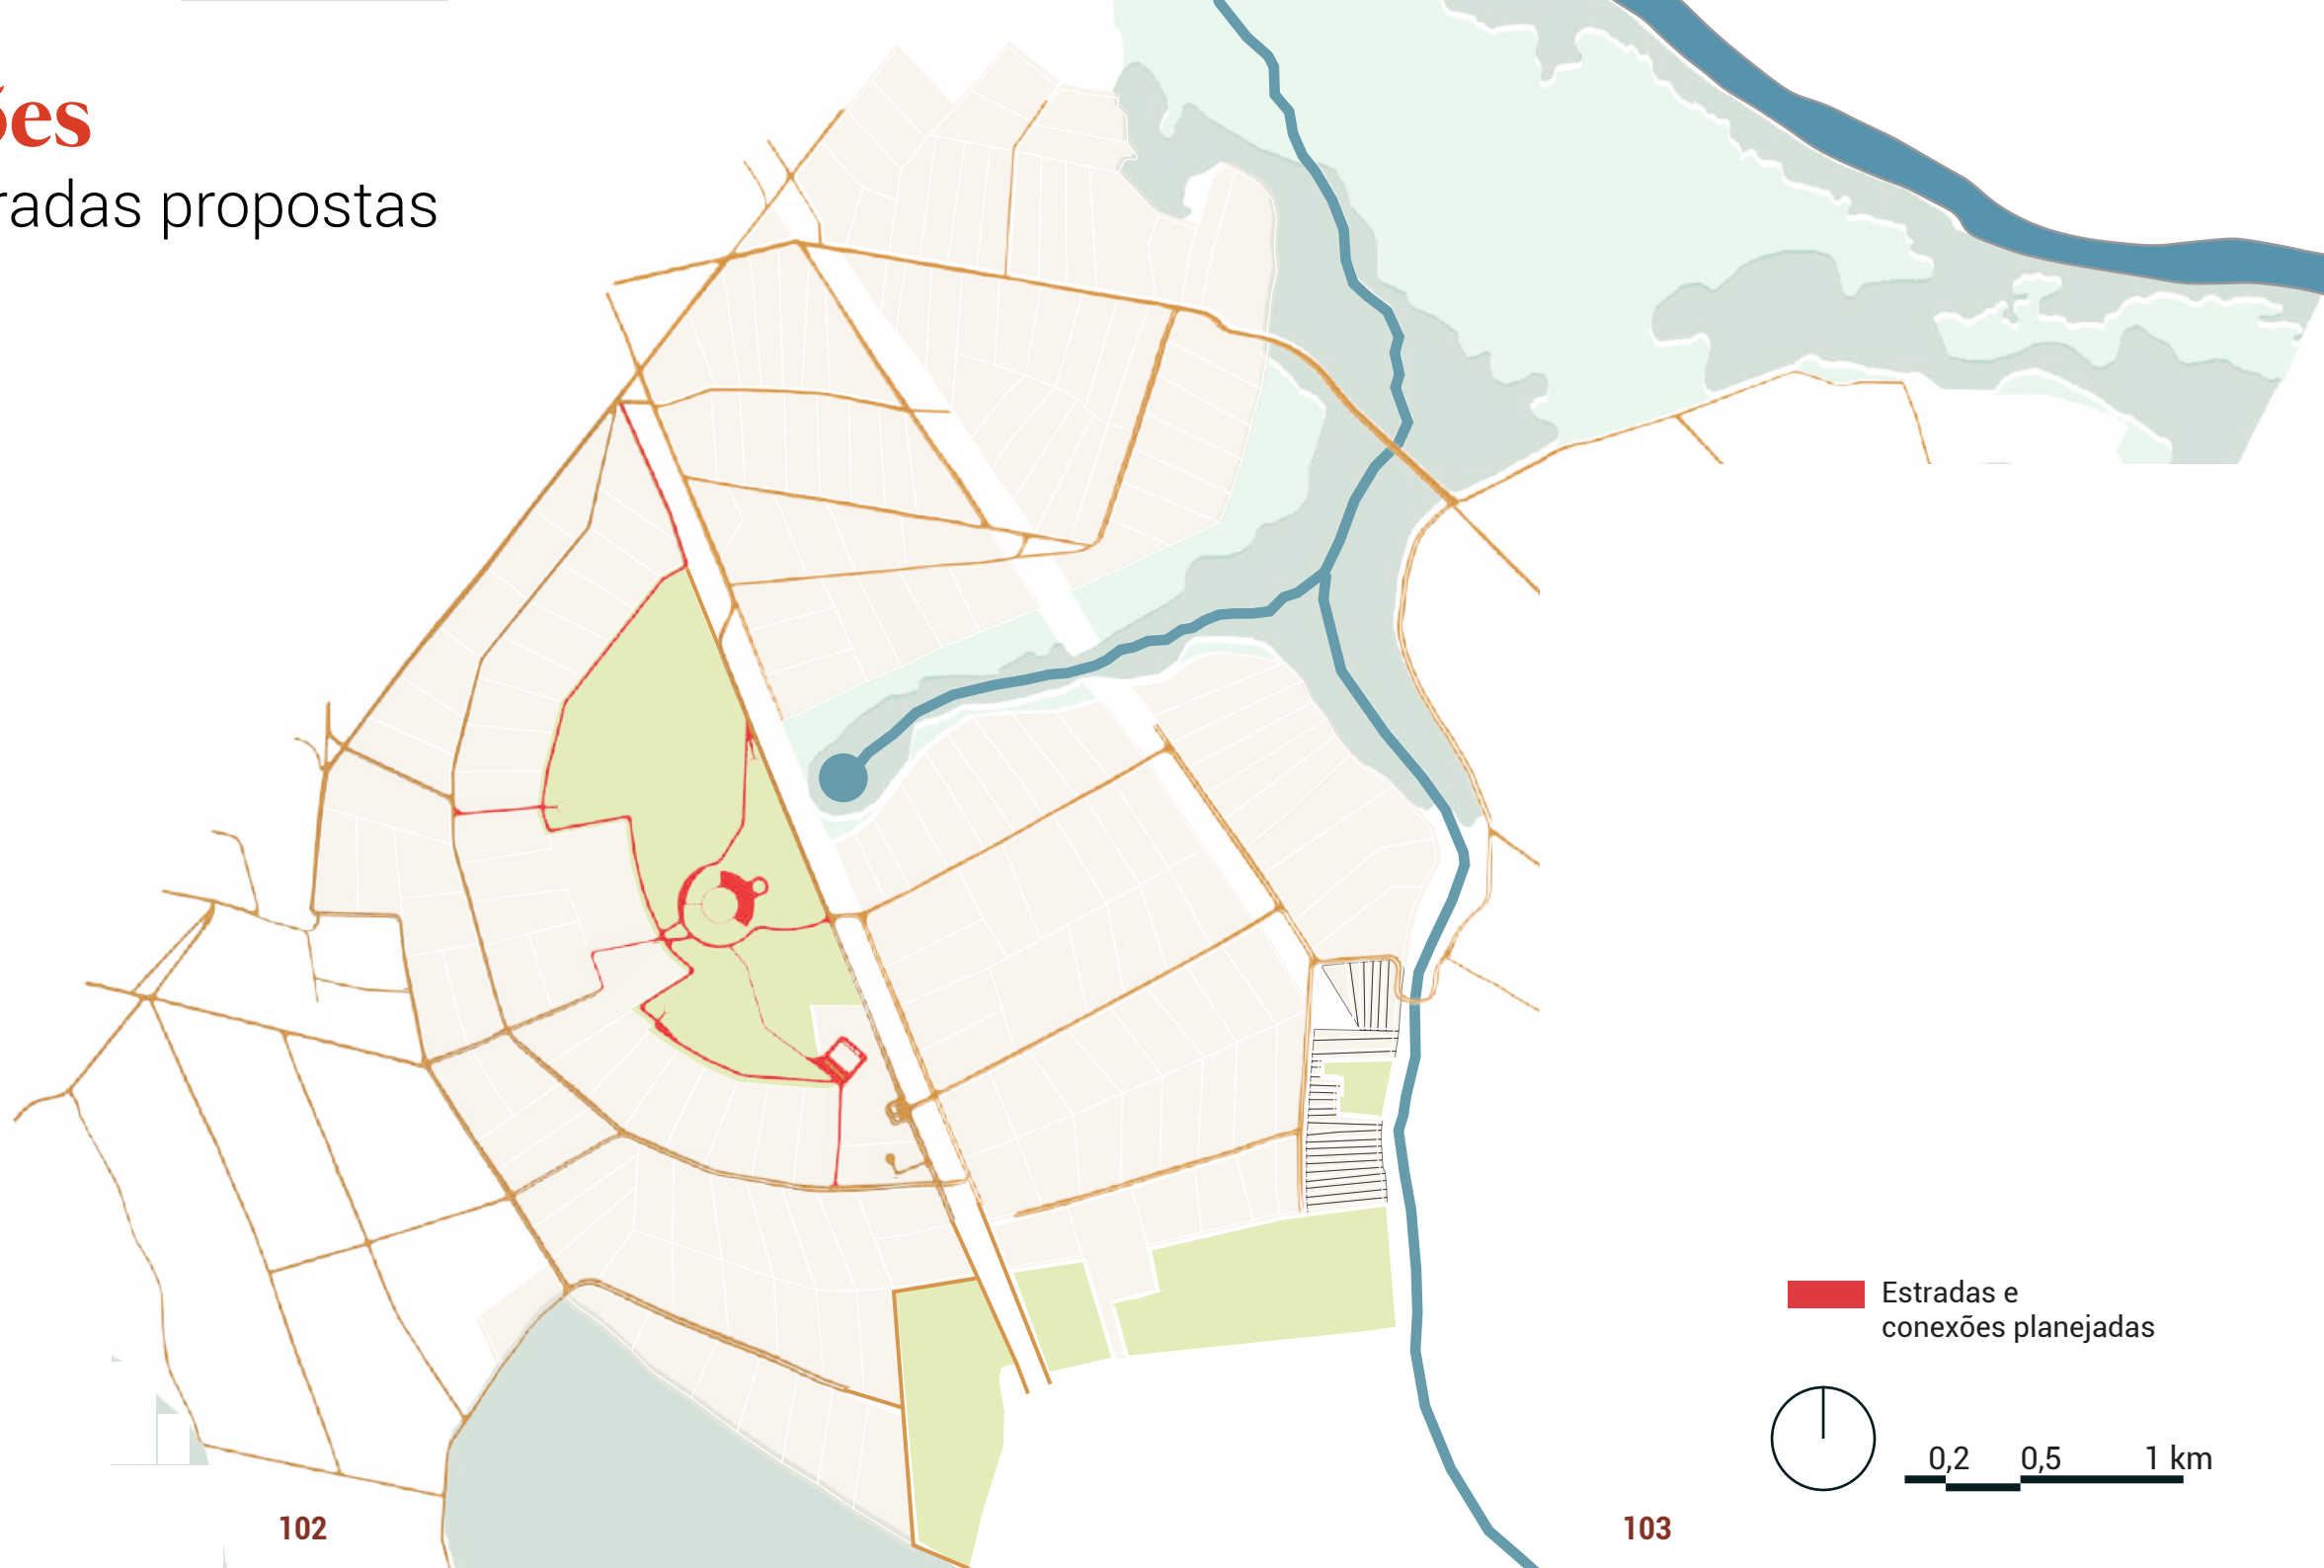 ões
radas propostas
Estradas e
conexões planejadas
0,2 0,5 1 km
102
103